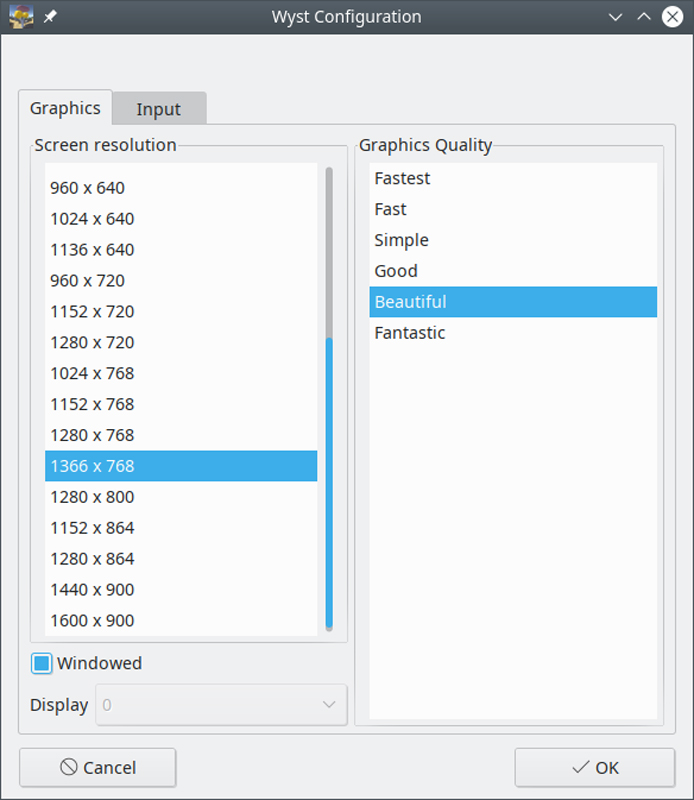 Wyst Configuration
Graphics
Input
Screen resolution
960 x 640
1024 x 640
1136 x 640
960 x 720
1152 x 720
1280 x 720
1024 x 768
1152 x 768
1280 x 768
1366 x 768
1280 x 800
1152 x 864
1280 x 864
1440 x 900
1600 x 900
Windowed
Display 0
Graphics Quality
Fastest
Fast
Simple
Good
Beautiful
Fantastic
Cancel
OK